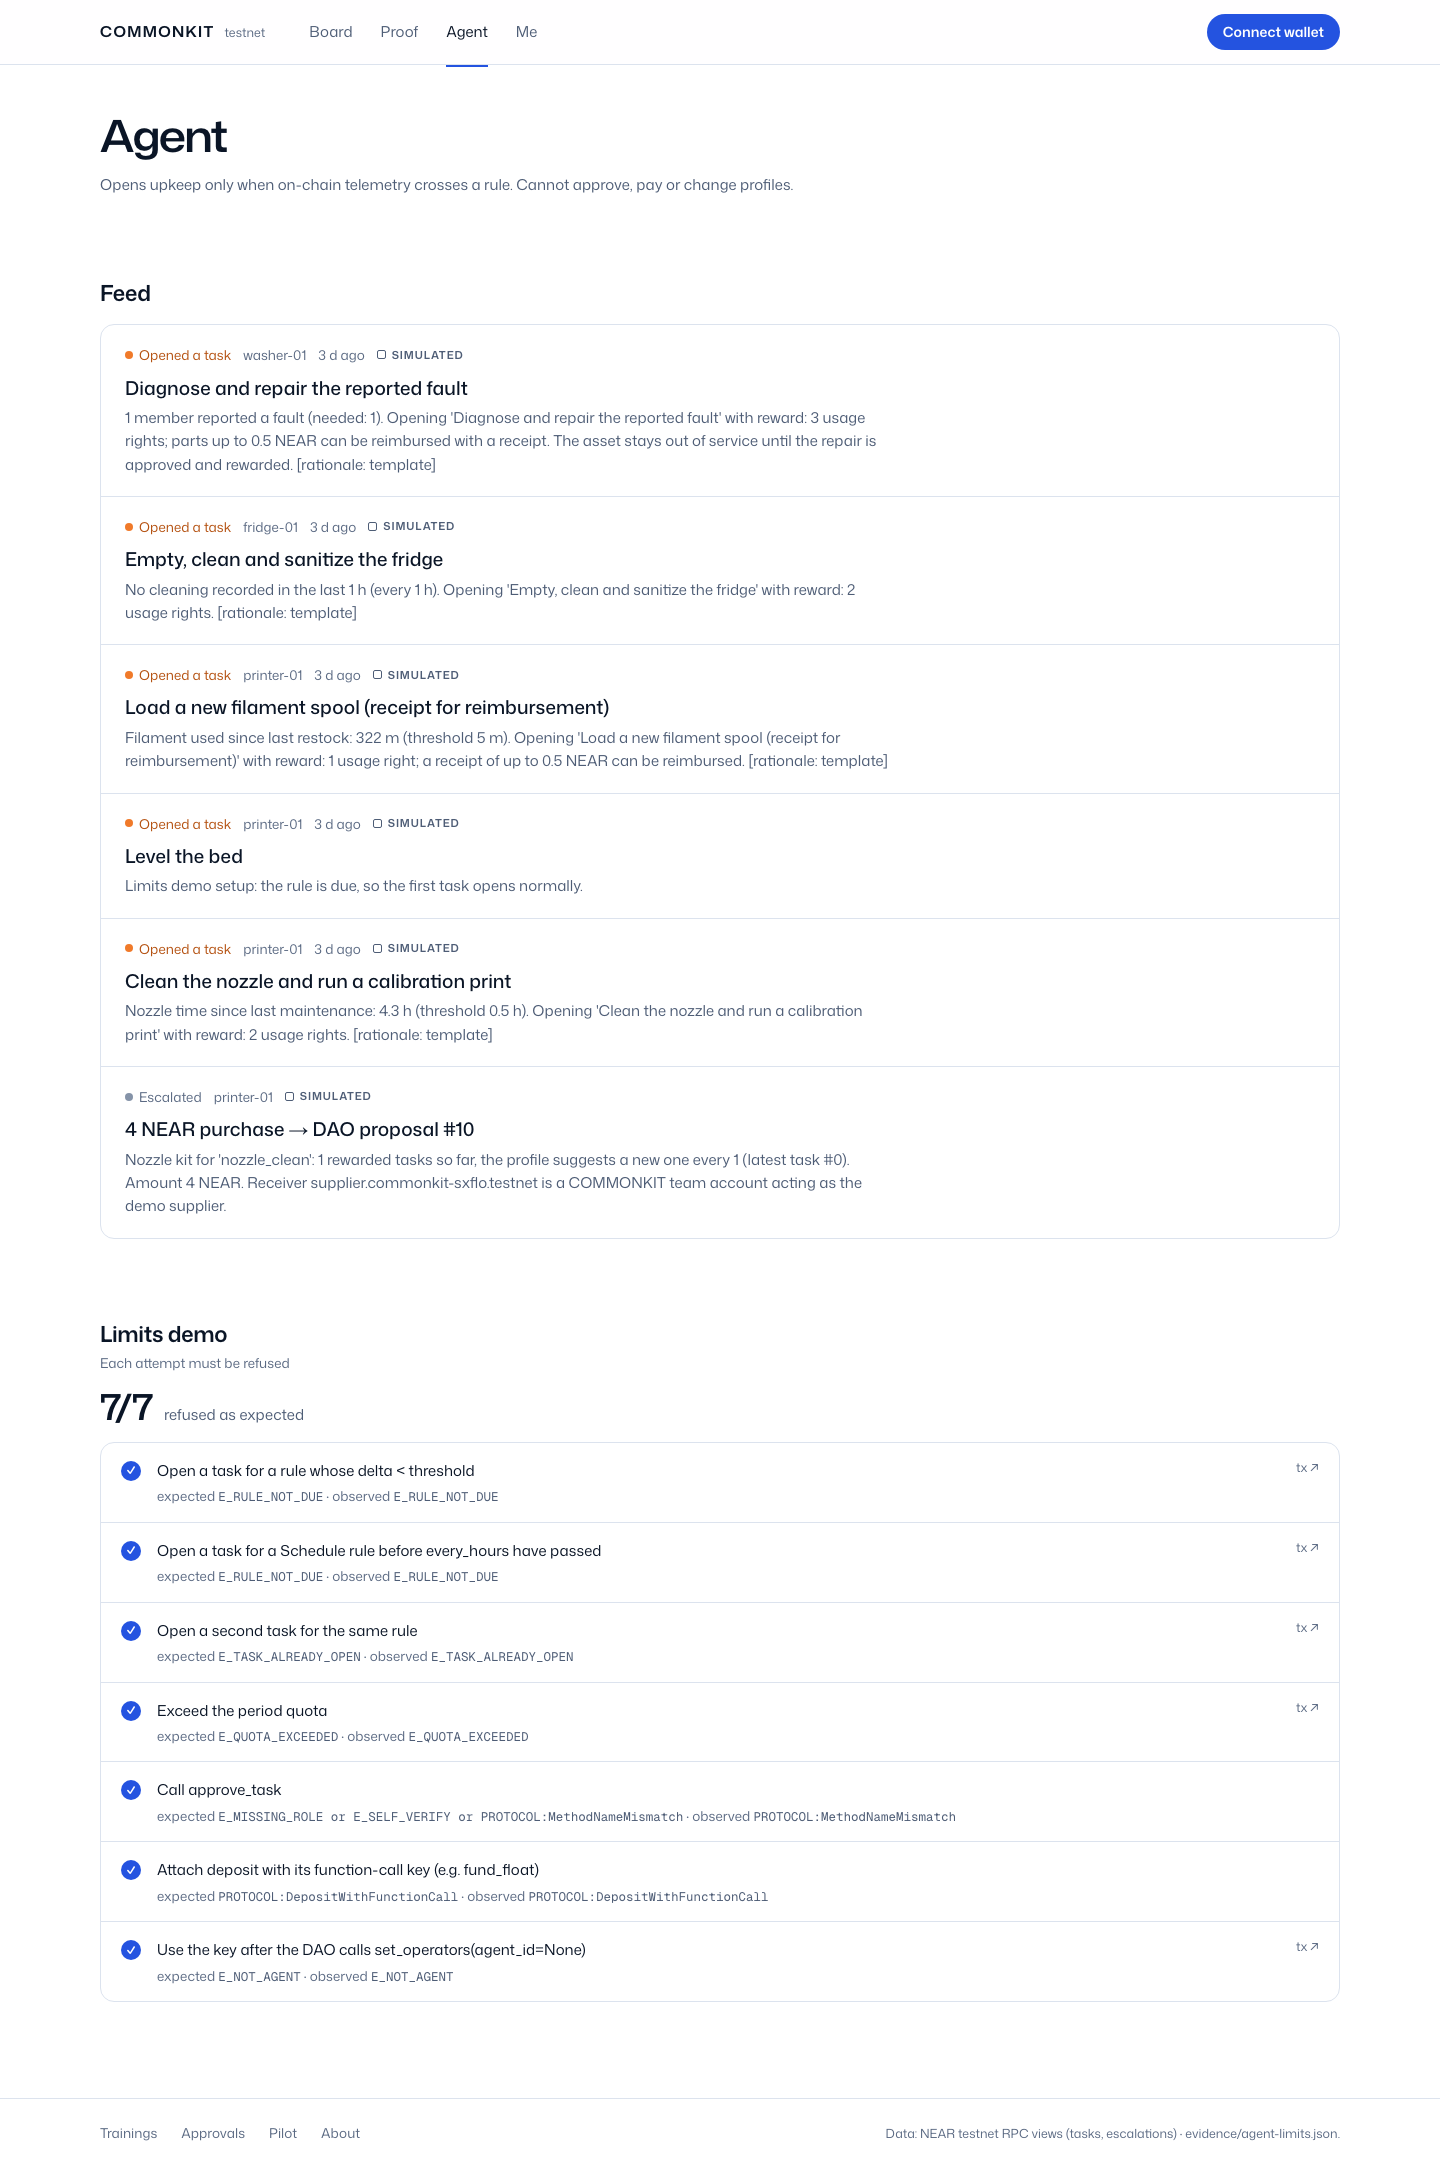 COMMONKIT testnet Board Proof Agent Me Connect wallet
Agent
Opens upkeep only when on-chain telemetry crosses a rule. Cannot approve, pay or change profiles.
Feed
Opened a task washer-01 3 d ago SIMULATED
Diagnose and repair the reported fault
1 member reported a fault (needed: 1). Opening 'Diagnose and repair the reported fault' with reward: 3 usage
rights; parts up to 0.5 NEAR can be reimbursed with a receipt. The asset stays out of service until the repair is
approved and rewarded. [rationale: template]
Opened a task fridge-01 3 d ago SIMULATED
Empty, clean and sanitize the fridge
No cleaning recorded in the last 1 h (every 1 h). Opening 'Empty, clean and sanitize the fridge' with reward: 2
usage rights. [rationale: template]
Opened a task printer-01 3 d ago SIMULATED
Load a new filament spool (receipt for reimbursement)
Filament used since last restock: 322 m (threshold 5 m). Opening 'Load a new filament spool (receipt for
reimbursement)' with reward: 1 usage right; a receipt of up to 0.5 NEAR can be reimbursed. [rationale: template]
Opened a task printer-01 3 d ago SIMULATED
Level the bed
Limits demo setup: the rule is due, so the first task opens normally.
Opened a task printer-01 3 d ago SIMULATED
Clean the nozzle and run a calibration print
Nozzle time since last maintenance: 4.3 h (threshold 0.5 h). Opening 'Clean the nozzle and run a calibration
print' with reward: 2 usage rights. [rationale: template]
Escalated printer-01 SIMULATED
4 NEAR purchase → DAO proposal #10
Nozzle kit for 'nozzle_clean': 1 rewarded tasks so far, the profile suggests a new one every 1 (latest task #0).
Amount 4 NEAR. Receiver supplier.commonkit-sxflo.testnet is a COMMONKIT team account acting as the
demo supplier.
Limits demo
Each attempt must be refused
7/7 refused as expected
Open a task for a rule whose delta < threshold tx ↗
expected E_RULE_NOT_DUE · observed E_RULE_NOT_DUE
Open a task for a Schedule rule before every_hours have passed tx ↗
expected E_RULE_NOT_DUE · observed E_RULE_NOT_DUE
Open a second task for the same rule tx ↗
expected E_TASK_ALREADY_OPEN · observed E_TASK_ALREADY_OPEN
Exceed the period quota tx ↗
expected E_QUOTA_EXCEEDED · observed E_QUOTA_EXCEEDED
Call approve_task
expected E_MISSING_ROLE or E_SELF_VERIFY or PROTOCOL:MethodNameMismatch · observed PROTOCOL:MethodNameMismatch
Attach deposit with its function-call key (e.g. fund_float)
expected PROTOCOL:DepositWithFunctionCall · observed PROTOCOL:DepositWithFunctionCall
Use the key after the DAO calls set_operators(agent_id=None) tx ↗
expected E_NOT_AGENT · observed E_NOT_AGENT
Trainings Approvals Pilot About Data: NEAR testnet RPC views (tasks, escalations) · evidence/agent-limits.json.